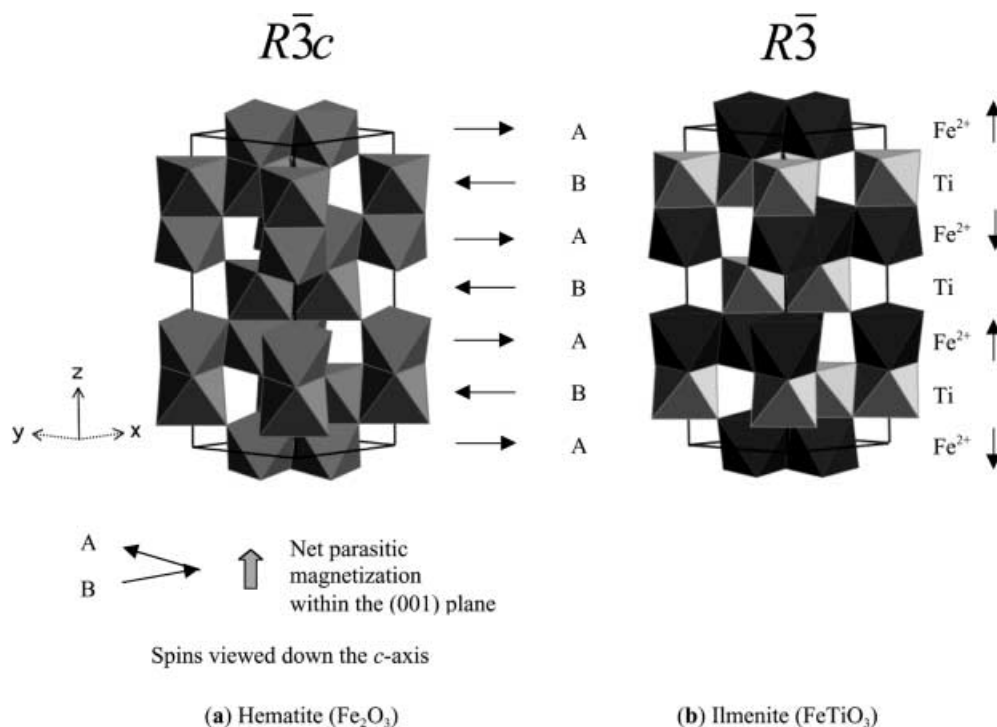 R3̅c
R3̅
A
B
A
B
A
B
A
Fe²⁺
Ti
Fe²⁺
Ti
Fe²⁺
Ti
Fe²⁺
z
y
x
A
B
Net parasitic
magnetization
within the (001) plane
Spins viewed down the c-axis
(a) Hematite (Fe₂O₃)
(b) Ilmenite (FeTiO₃)